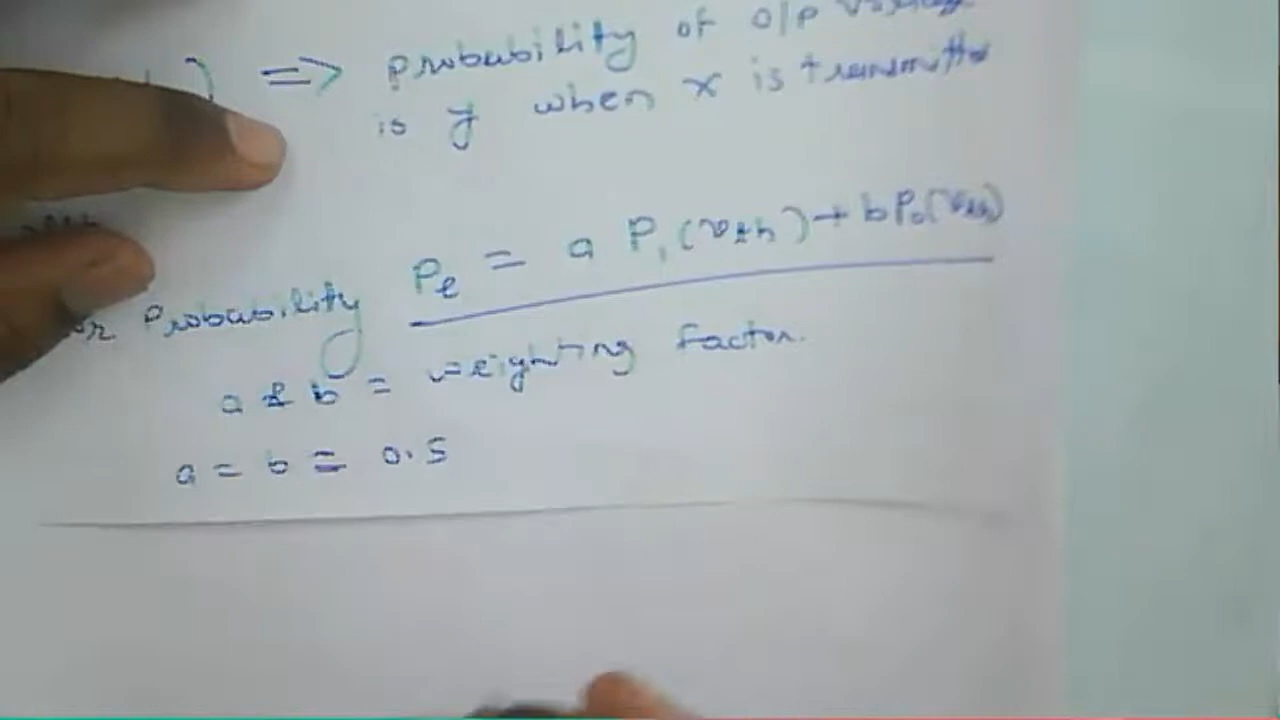 ) => probability of o/p
is y when x is transmitted
Probability Pe = a P1(vth) + b P0(vth)
a & b = weighting factor.
a = b = 0.5